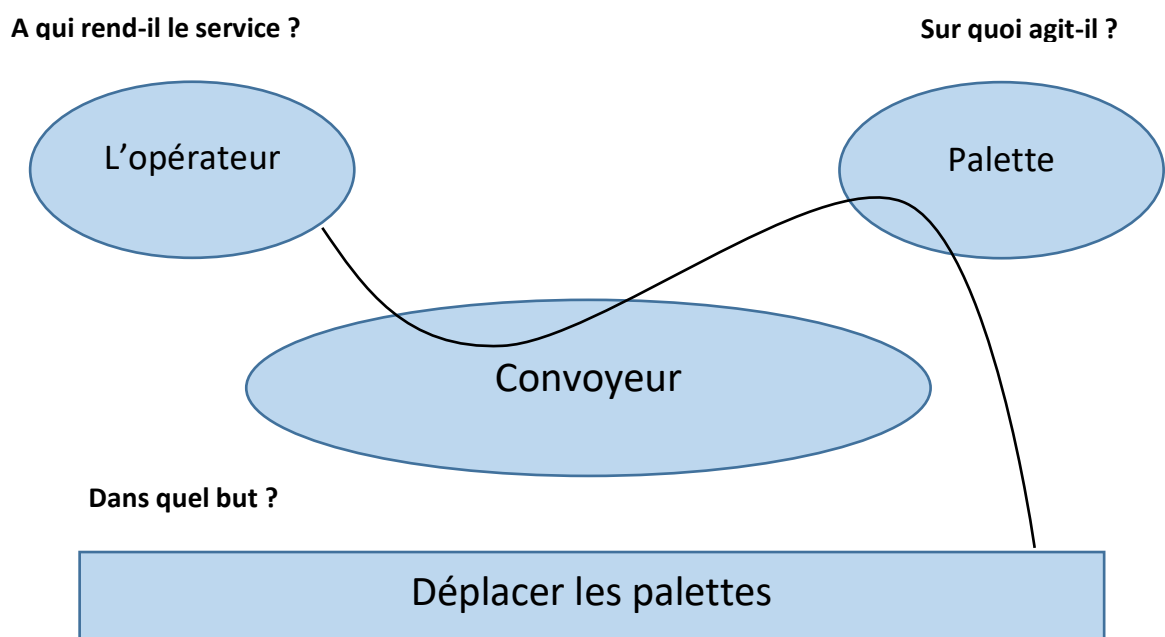 A qui rend-il le service ?
Sur quoi agit-il ?
L’opérateur
Palette
Convoyeur
Dans quel but ?
Déplacer les palettes